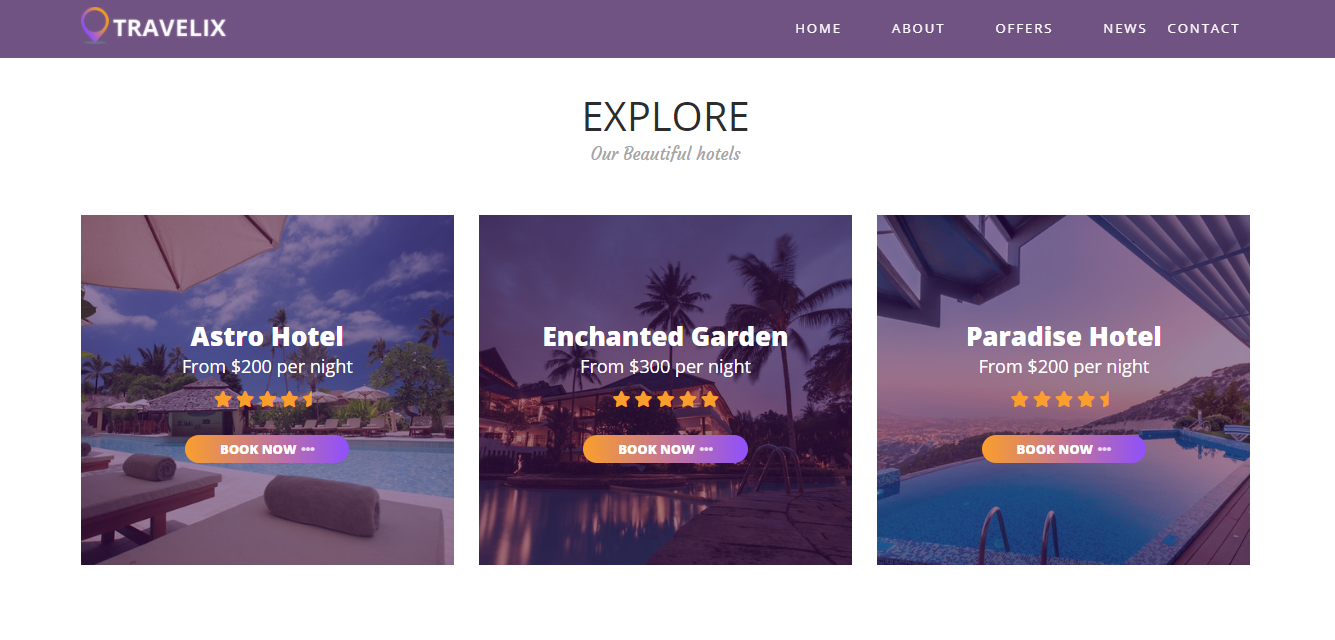 TRAVELIX
HOME ABOUT OFFERS NEWS CONTACT
EXPLORE
Our Beautiful hotels
Astro Hotel
From $200 per night
BOOK NOW
Enchanted Garden
From $300 per night
BOOK NOW
Paradise Hotel
From $200 per night
BOOK NOW